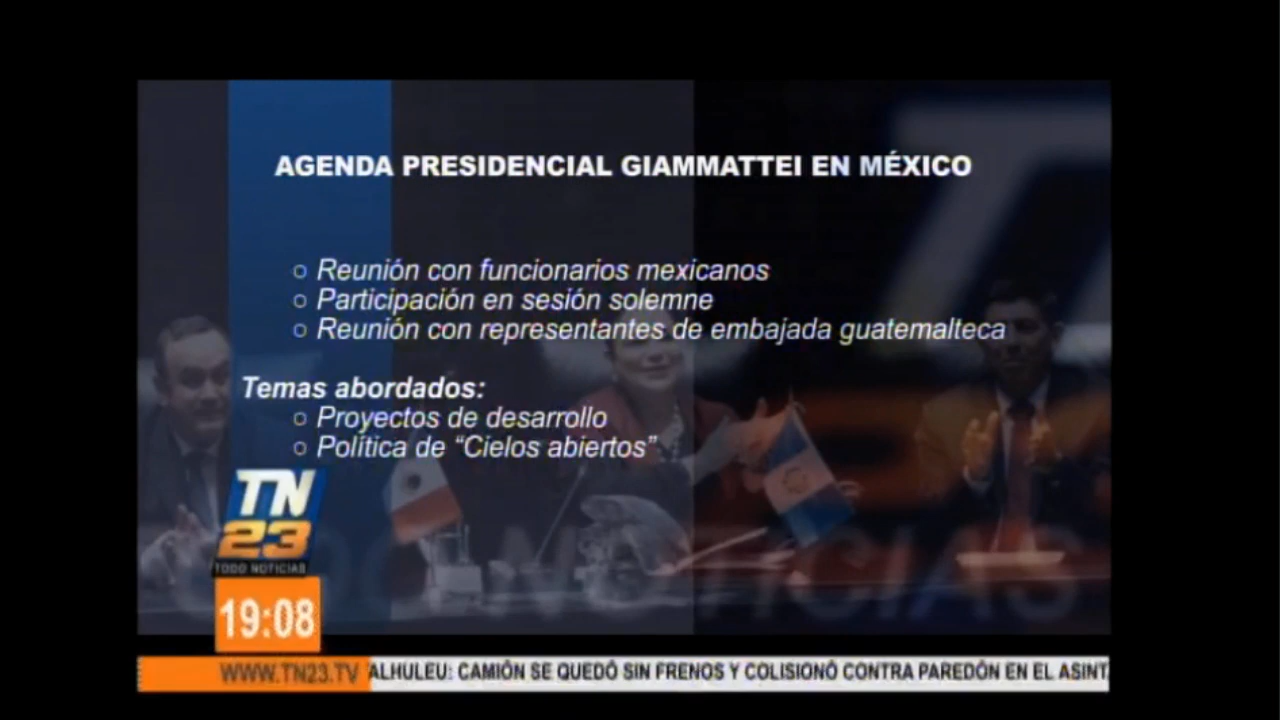 AGENDA PRESIDENCIAL GIAMMATTEI EN MÉXICO
○ Reunión con funcionarios mexicanos
○ Participación en sesión solemne
○ Reunión con representantes de embajada guatemalteca
Temas abordados:
○ Proyectos de desarrollo
○ Política de “Cielos abiertos”
TN
23
TODO NOTICIAS
NOTICIAS
19:08
WWW.TN23.TV ALHULEU: CAMIÓN SE QUEDÓ SIN FRENOS Y COLISIONÓ CONTRA PAREDÓN EN EL ASINT